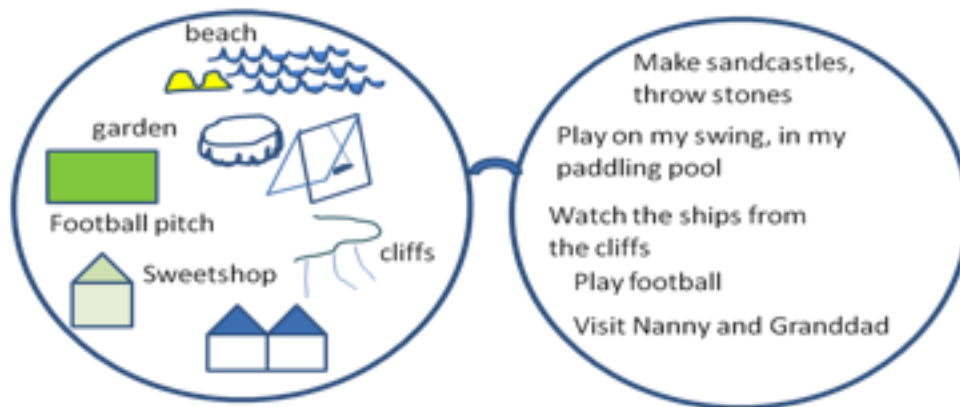 beach
garden
Football pitch
cliffs
Sweetshop
Make sandcastles,
throw stones
Play on my swing, in my
paddling pool
Watch the ships from
the cliffs
Play football
Visit Nanny and Granddad